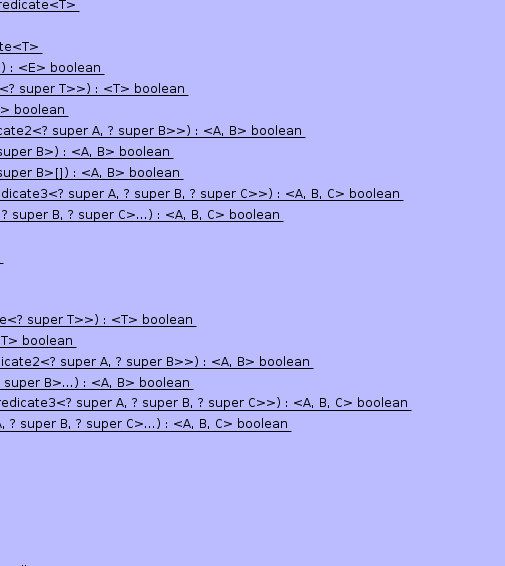 redicate<T>
te<T>
) : <E> boolean
<? super T>>) : <T> boolean
> boolean
cate2<? super A, ? super B>>) : <A, B> boolean
super B>) : <A, B> boolean
super B>[]) : <A, B> boolean
dicate3<? super A, ? super B, ? super C>>) : <A, B, C> boolean
? super B, ? super C>...) : <A, B, C> boolean
e<? super T>>) : <T> boolean
T> boolean
icate2<? super A, ? super B>>) : <A, B> boolean
super B>...) : <A, B> boolean
redicate3<? super A, ? super B, ? super C>>) : <A, B, C> boolean
, ? super B, ? super C>...) : <A, B, C> boolean